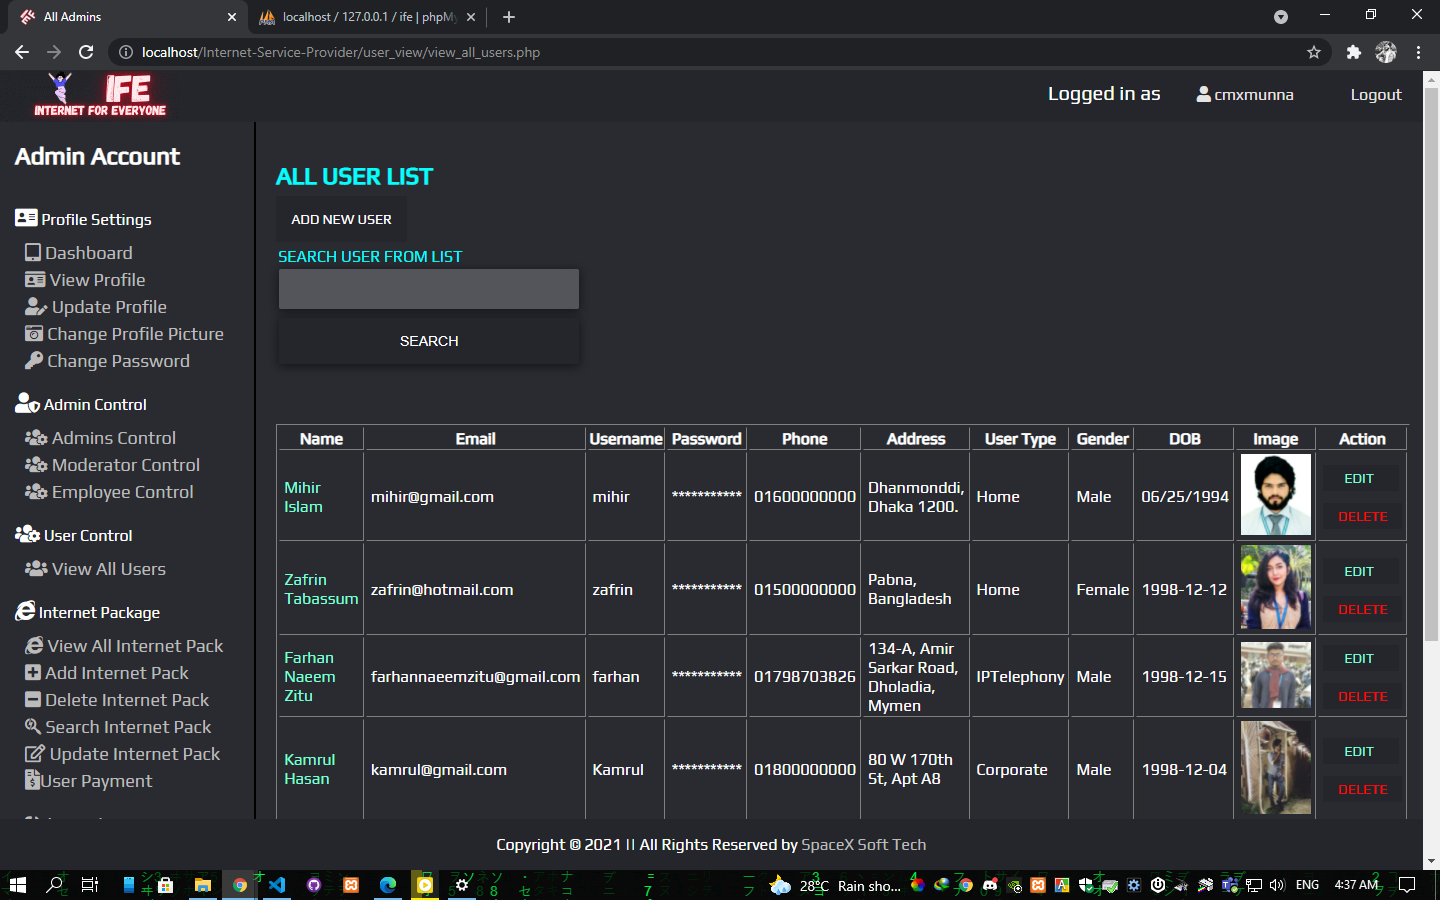 All Admins
localhost / 127.0.0.1 / ife | phpMy
localhost/Internet-Service-Provider/user_view/view_all_users.php
IFE
INTERNET FOR EVERYONE
Logged in as
cmxmunna
Logout
Admin Account
Profile Settings
Dashboard
View Profile
Update Profile
Change Profile Picture
Change Password
Admin Control
Admins Control
Moderator Control
Employee Control
User Control
View All Users
Internet Package
View All Internet Pack
Add Internet Pack
Delete Internet Pack
Search Internet Pack
Update Internet Pack
User Payment
ALL USER LIST
ADD NEW USER
SEARCH USER FROM LIST
SEARCH
Name Email Username Password Phone Address User Type Gender DOB Image Action
Mihir
Islam
mihir@gmail.com
mihir
***********
01600000000
Dhanmonddi,
Dhaka 1200.
Home
Male
06/25/1994
EDIT
DELETE
Zafrin
Tabassum
zafrin@hotmail.com
zafrin
***********
01500000000
Pabna,
Bangladesh
Home
Female
1998-12-12
EDIT
DELETE
Farhan
Naeem
Zitu
farhannaeemzitu@gmail.com
farhan
***********
01798703826
134-A, Amir
Sarkar Road,
Dholadia,
Mymen
IPTelephony
Male
1998-12-15
EDIT
DELETE
Kamrul
Hasan
kamrul@gmail.com
Kamrul
***********
01800000000
80 W 170th
St, Apt A8
Corporate
Male
1998-12-04
EDIT
DELETE
Copyright © 2021 || All Rights Reserved by SpaceX Soft Tech
28°C Rain sho...
ENG
4:37 AM